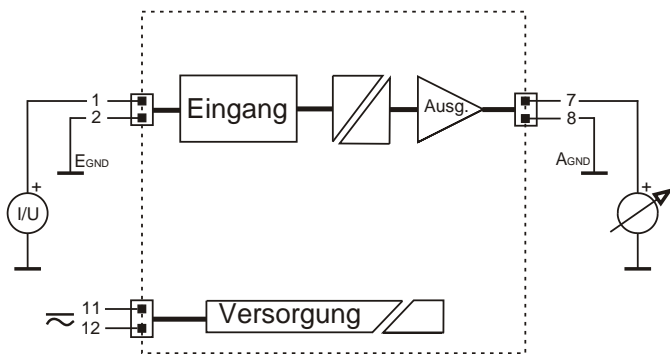 1
2
Eingang
Ausg.
7
8
EGND
AGND
+
I/U
+
11
12
Versorgung